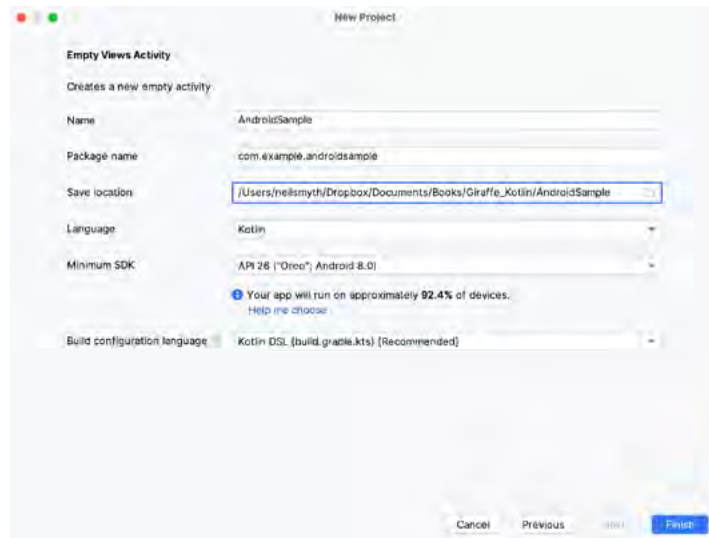 New Project
Empty Views Activity
Creates a new empty activity
Name
AndroidSample
Package name
com.example.androidsample
Save location
/Users/neilsmyth/Dropbox/Documents/Books/Giraffe_Kotlin/AndroidSample
Language
Kotlin
Minimum SDK
API 26 ("Oreo"; Android 8.0)
Your app will run on approximately 92.4% of devices.
Help me choose
Build configuration language
Kotlin DSL (build.gradle.kts) [Recommended]
Cancel
Previous
Next
Finish